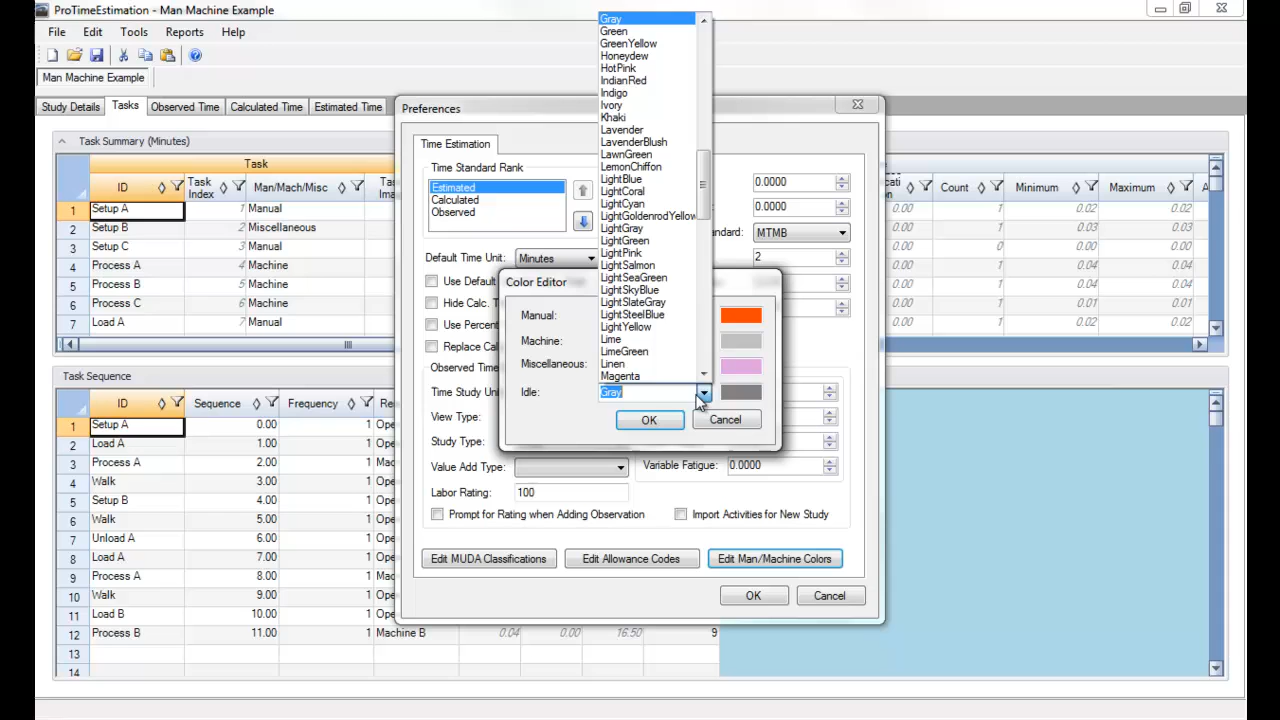 ProTimeEstimation - Man Machine Example
File Edit Tools Reports Help
Man Machine Example
Study Details Tasks Observed Time Calculated Time Estimated Time
Task Summary (Minutes)
Task
ID Task Index Man/Mach/Misc Count Minimum Maximum
1 Setup A 1 Manual 0.00 1 0.02 0.02
2 Setup B 2 Miscellaneous 0.00 1 0.03 0.03
3 Setup C 3 Manual 0.00 0 0.00 0.00
4 Process A 4 Machine 0.00 1 0.03 0.03
5 Process B' 5 Machine 0.00 1 0.04 0.04
6 Process C 6 Machine 0.00 1 0.03 0.03
7 Load A 7 Manual 0.00 1 0.02 0.02
Task Sequence
ID Sequence Frequency
1 Setup A 0.00 1
2 Load A 1.00 1
3 Process A 2.00 1
4 Walk 3.00 1
5 Setup B 4.00 1
6 Walk 5.00 1
7 Unload A 6.00 1
8 Load A 7.00 1
9 Process A 8.00 1
10 Walk 9.00 1
11 Load B 10.00 1
12 Process B 11.00 1 Machine B 0.04 0.00 16.50 9
13
14
Preferences
Time Estimation
Time Standard Rank
Estimated
Calculated
Observed
0.0000
0.0000
MTMB
2
Default Time Unit: Minutes
Use Default
Hide Calc.
Use Percent
Replace
Observed Time
View Type:
Study Type:
Value Add Type:
Labor Rating: 100
Variable Fatigue: 0.0000
Prompt for Rating when Adding Observation
Import Activities for New Study
Edit MUDA Classifications Edit Allowance Codes Edit Man/Machine Colors
OK Cancel
Color Editor
Manual:
Machine:
Miscellaneous:
Idle: Gray
OK Cancel
Gray
Green
GreenYellow
Honeydew
HotPink
IndianRed
Indigo
Ivory
Khaki
Lavender
LavenderBlush
LawnGreen
LemonChiffon
LightBlue
LightCoral
LightCyan
LightGoldenrodYellow
LightGray
LightGreen
LightPink
LightSalmon
LightSeaGreen
LightSkyBlue
LightSlateGray
LightSteelBlue
LightYellow
Lime
LimeGreen
Linen
Magenta